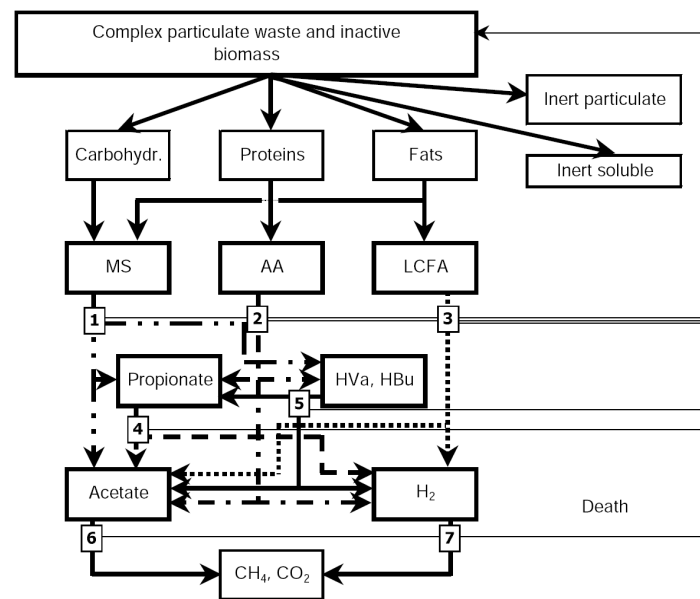 Complex particulate waste and inactive
biomass
Inert particulate
Carbohydr.
Proteins
Fats
Inert soluble
MS
AA
LCFA
1
2
3
Propionate
HVa, HBu
5
4
Acetate
H₂
Death
6
7
CH₄, CO₂